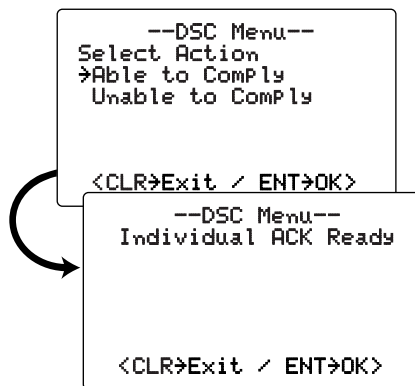 --DSC Menu--
Select Action
→Able to Comply
Unable to Comply
<CLR→Exit / ENT→OK>
--DSC Menu--
Individual ACK Ready
<CLR→Exit / ENT→OK>